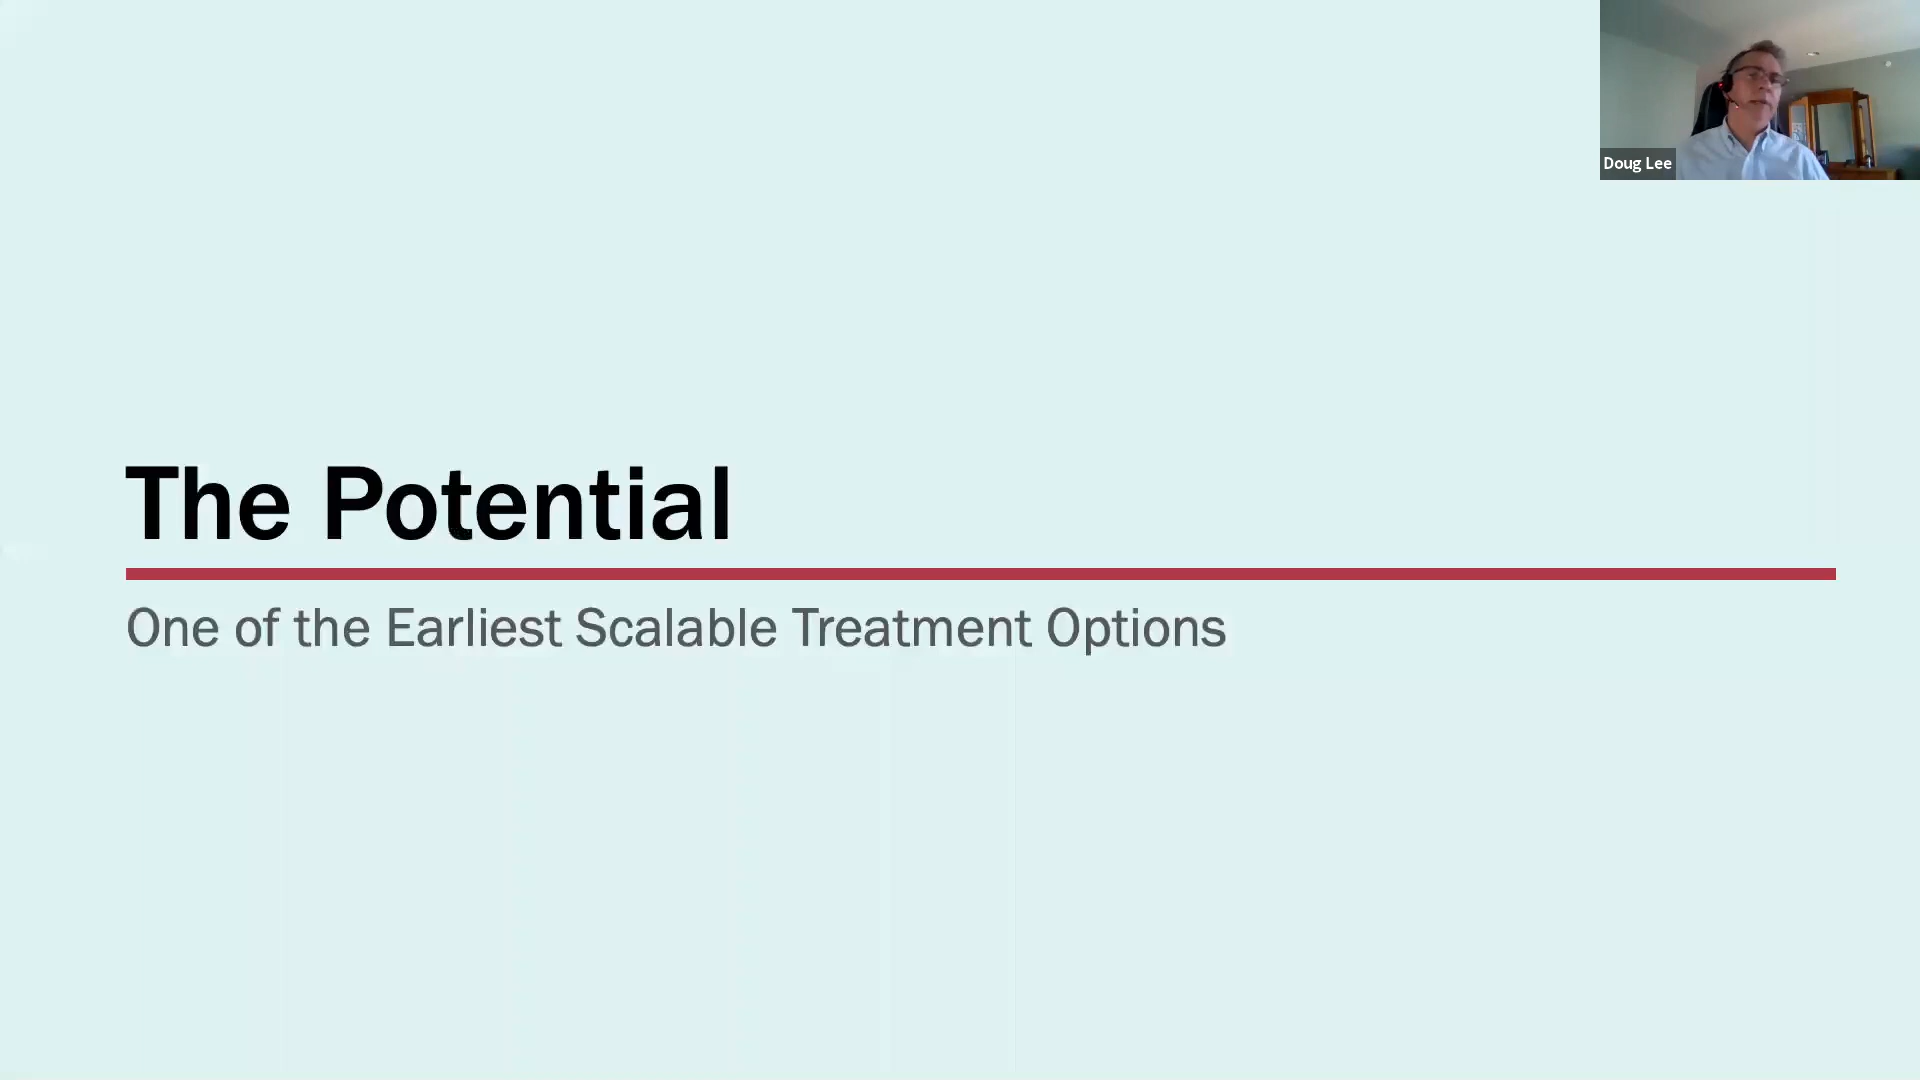 Doug Lee
The Potential
One of the Earliest Scalable Treatment Options